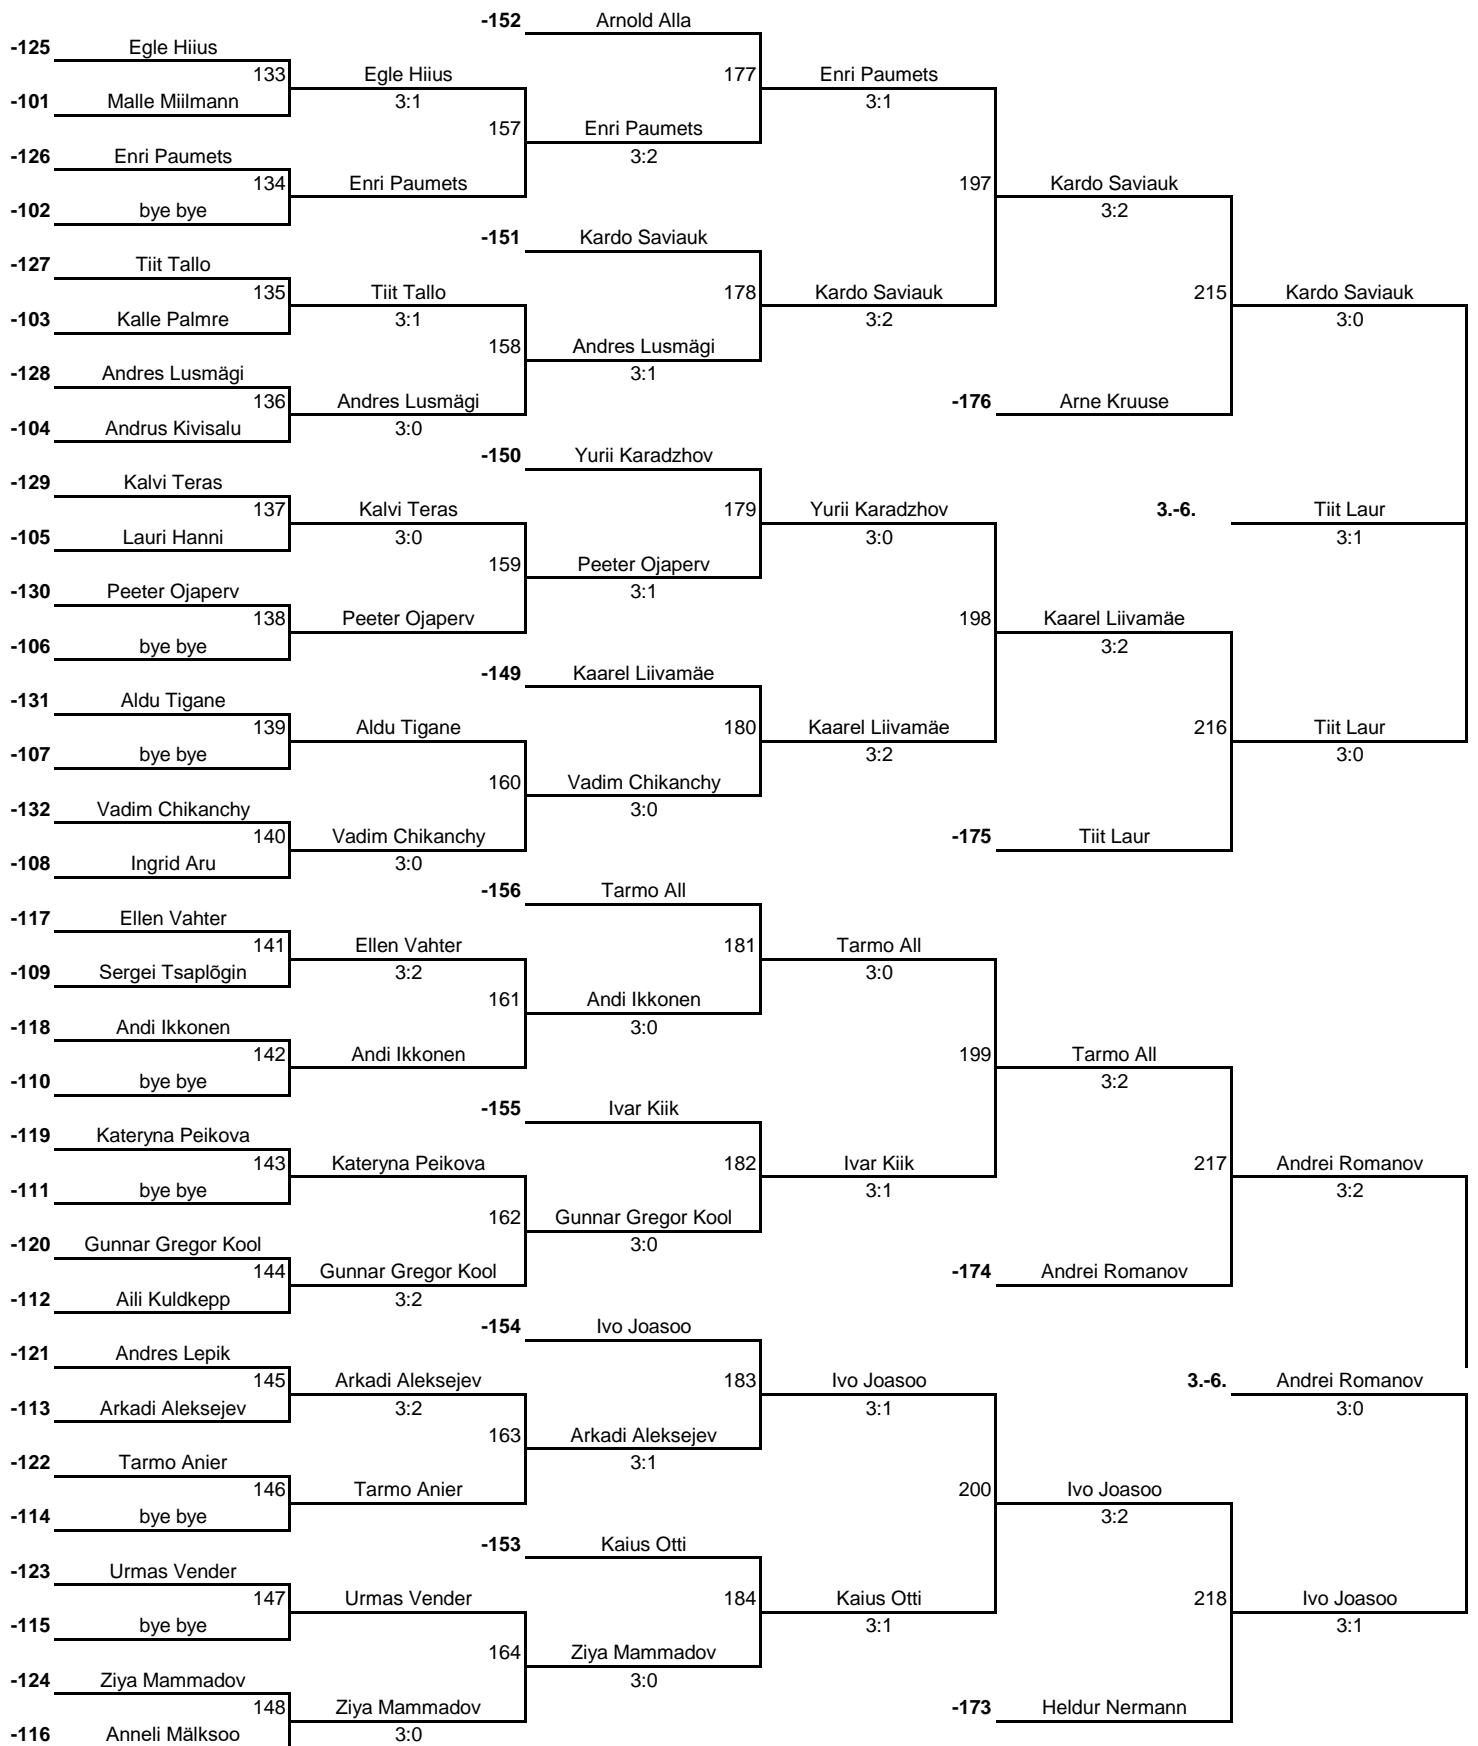 -152 Arnold Alla
-125 Egle Hiius
133 Egle Hiius 177 Enri Paumets
-101 Malle Miilmann 3:1 3:1
157 Enri Paumets
-126 Enri Paumets 3:2
134 Enri Paumets 197 Kardo Saviauk
-102 bye bye 3:2
-151 Kardo Saviauk
-127 Tiit Tallo
135 Tiit Tallo 178 Kardo Saviauk 215 Kardo Saviauk
-103 Kalle Palmre 3:1 3:2 3:0
158 Andres Lusmägi
-128 Andres Lusmägi 3:1
136 Andres Lusmägi -176 Arne Kruuse
-104 Andrus Kivisalu 3:0
-150 Yurii Karadzhov
-129 Kalvi Teras
137 Kalvi Teras 179 Yurii Karadzhov 3.-6. Tiit Laur
-105 Lauri Hanni 3:0 3:0 3:1
159 Peeter Ojaperv
-130 Peeter Ojaperv 3:1
138 Peeter Ojaperv 198 Kaarel Liivamäe
-106 bye bye 3:2
-149 Kaarel Liivamäe
-131 Aldu Tigane
139 Aldu Tigane 180 Kaarel Liivamäe 216 Tiit Laur
-107 bye bye 3:2 3:0
160 Vadim Chikanchy
-132 Vadim Chikanchy 3:0
140 Vadim Chikanchy -175 Tiit Laur
-108 Ingrid Aru 3:0
-156 Tarmo All
-117 Ellen Vahter
141 Ellen Vahter 181 Tarmo All
-109 Sergei Tsaplõgin 3:2 3:0
161 Andi Ikkonen
-118 Andi Ikkonen 3:0
142 Andi Ikkonen 199 Tarmo All
-110 bye bye 3:2
-155 Ivar Kiik
-119 Kateryna Peikova
143 Kateryna Peikova 182 Ivar Kiik 217 Andrei Romanov
-111 bye bye 3:1 3:2
162 Gunnar Gregor Kool
-120 Gunnar Gregor Kool 3:0
144 Gunnar Gregor Kool -174 Andrei Romanov
-112 Aili Kuldkepp 3:2
-154 Ivo Joasoo
-121 Andres Lepik
145 Arkadi Aleksejev 183 Ivo Joasoo 3.-6. Andrei Romanov
-113 Arkadi Aleksejev 3:2 3:1 3:0
163 Arkadi Aleksejev
-122 Tarmo Anier 3:1
146 Tarmo Anier 200 Ivo Joasoo
-114 bye bye 3:2
-153 Kaius Otti
-123 Urmas Vender
147 Urmas Vender 184 Kaius Otti 218 Ivo Joasoo
-115 bye bye 3:1 3:1
164 Ziya Mammadov
-124 Ziya Mammadov 3:0
148 Ziya Mammadov -173 Heldur Nermann
-116 Anneli Mälksoo 3:0